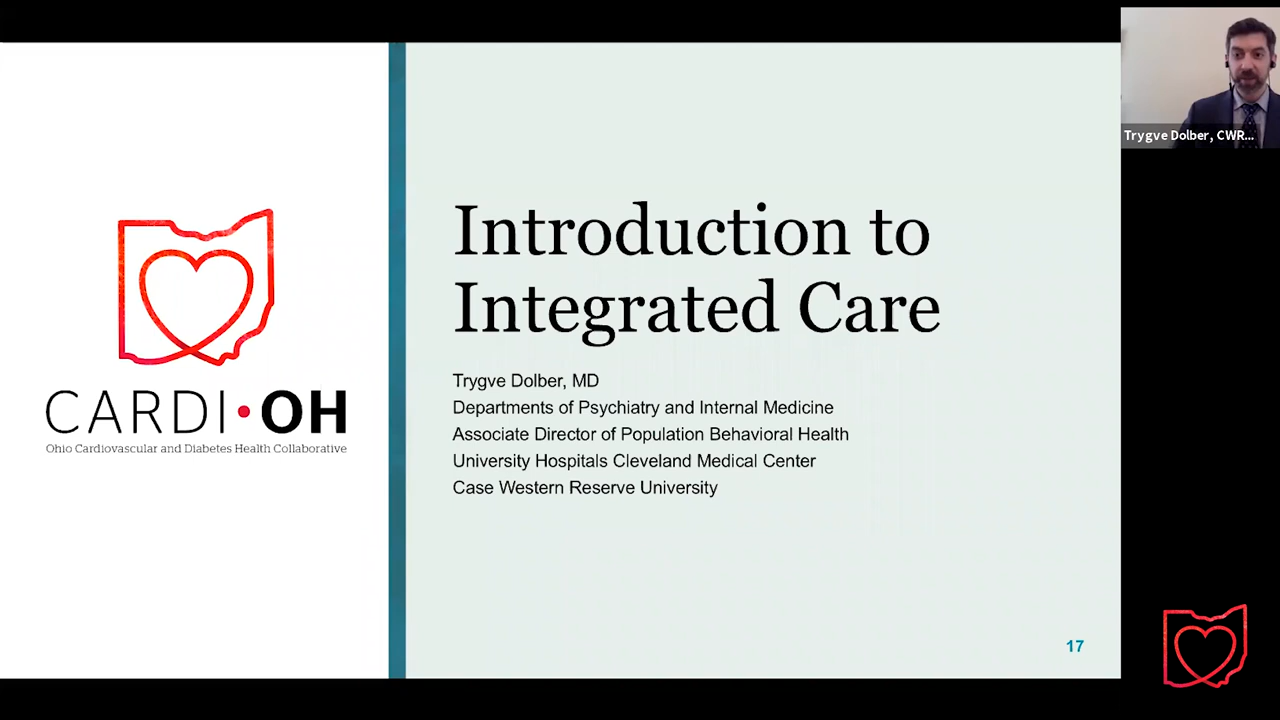 Introduction to
Integrated Care
Trygve Dolber, MD
Departments of Psychiatry and Internal Medicine
Associate Director of Population Behavioral Health
University Hospitals Cleveland Medical Center
Case Western Reserve University
CARDI•OH
Ohio Cardiovascular and Diabetes Health Collaborative
17
Trygve Dolber, CWR...